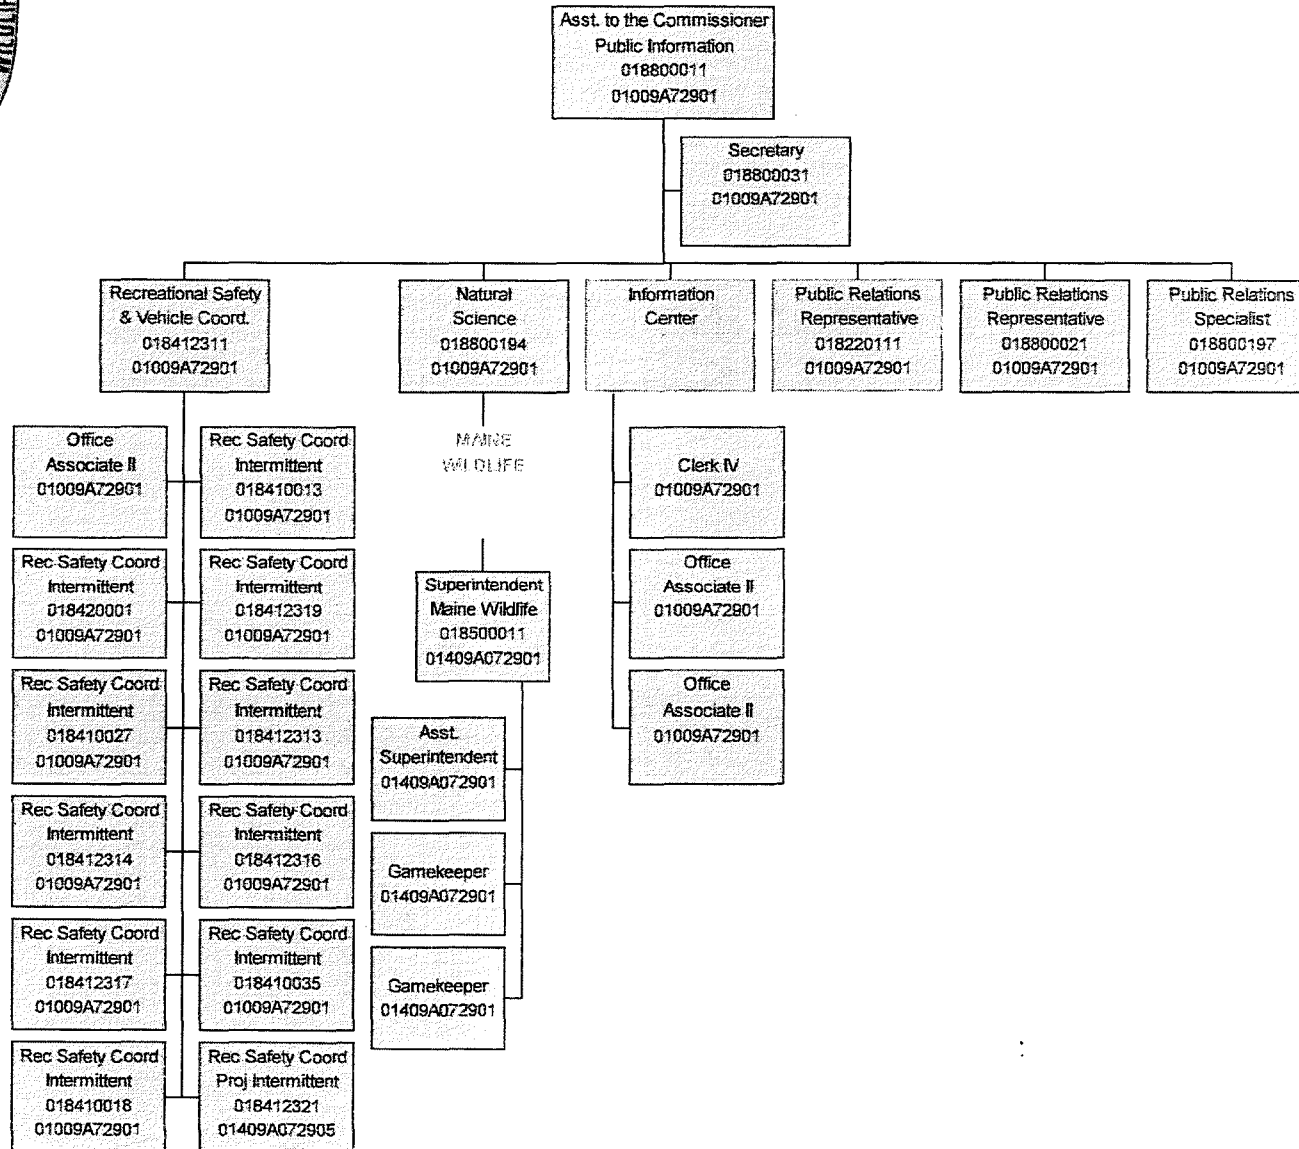 WILDLIFE
Asst. to the Commissioner
Public Information
018800011
01009A72901
Secretary
018800031
01009A72901
Recreational Safety
& Vehicle Coord.
018412311
01009A72901
Natural
Science
018800194
01009A72901
Information
Center
Public Relations
Representative
018220111
01009A72901
Public Relations
Representative
018800021
01009A72901
Public Relations
Specialist
018800197
01009A72901
Office
Associate II
01009A72901
Rec Safety Coord
Intermittent
018410013
01009A72901
Rec Safety Coord
Intermittent
018420001
01009A72901
Rec Safety Coord
Intermittent
018412319
01009A72901
Rec Safety Coord
Intermittent
018410027
01009A72901
Rec Safety Coord
Intermittent
018412313
01009A72901
Rec Safety Coord
Intermittent
018412314
01009A72901
Rec Safety Coord
Intermittent
018412316
01009A72901
Rec Safety Coord
Intermittent
018412317
01009A72901
Rec Safety Coord
Intermittent
018410035
01009A72901
Rec Safety Coord
Intermittent
018410018
01009A72901
Rec Safety Coord
Proj Intermittent
018412321
01409A072905
MAINE
WILDLIFE
Superintendent
Maine Wildlife
018500011
01409A072901
Asst.
Superintendent
01409A072901
Gamekeeper
01409A072901
Gamekeeper
01409A072901
Clerk IV
01009A72901
Office
Associate II
01009A72901
Office
Associate II
01009A72901